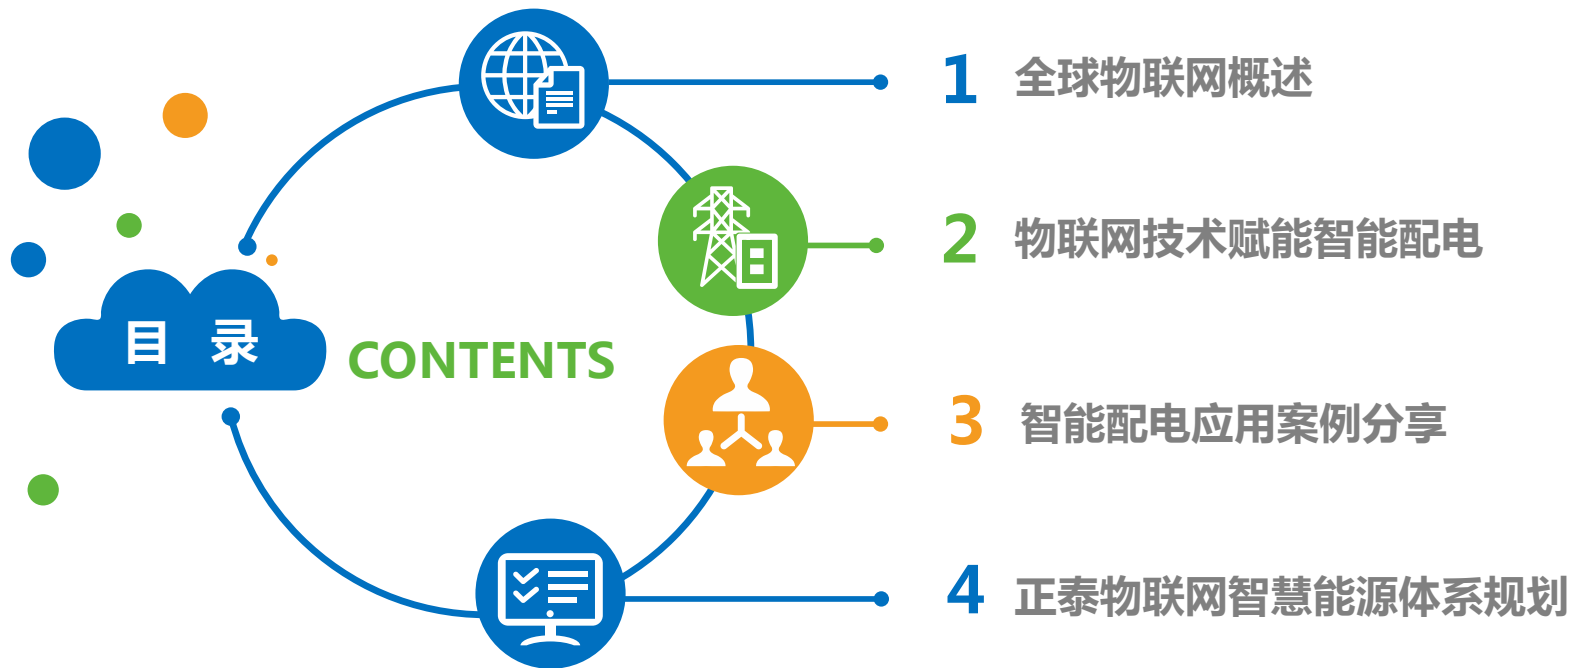 目 录
CONTENTS
1 全球物联网概述
2 物联网技术赋能智能配电
3 智能配电应用案例分享
4 正泰物联网智慧能源体系规划